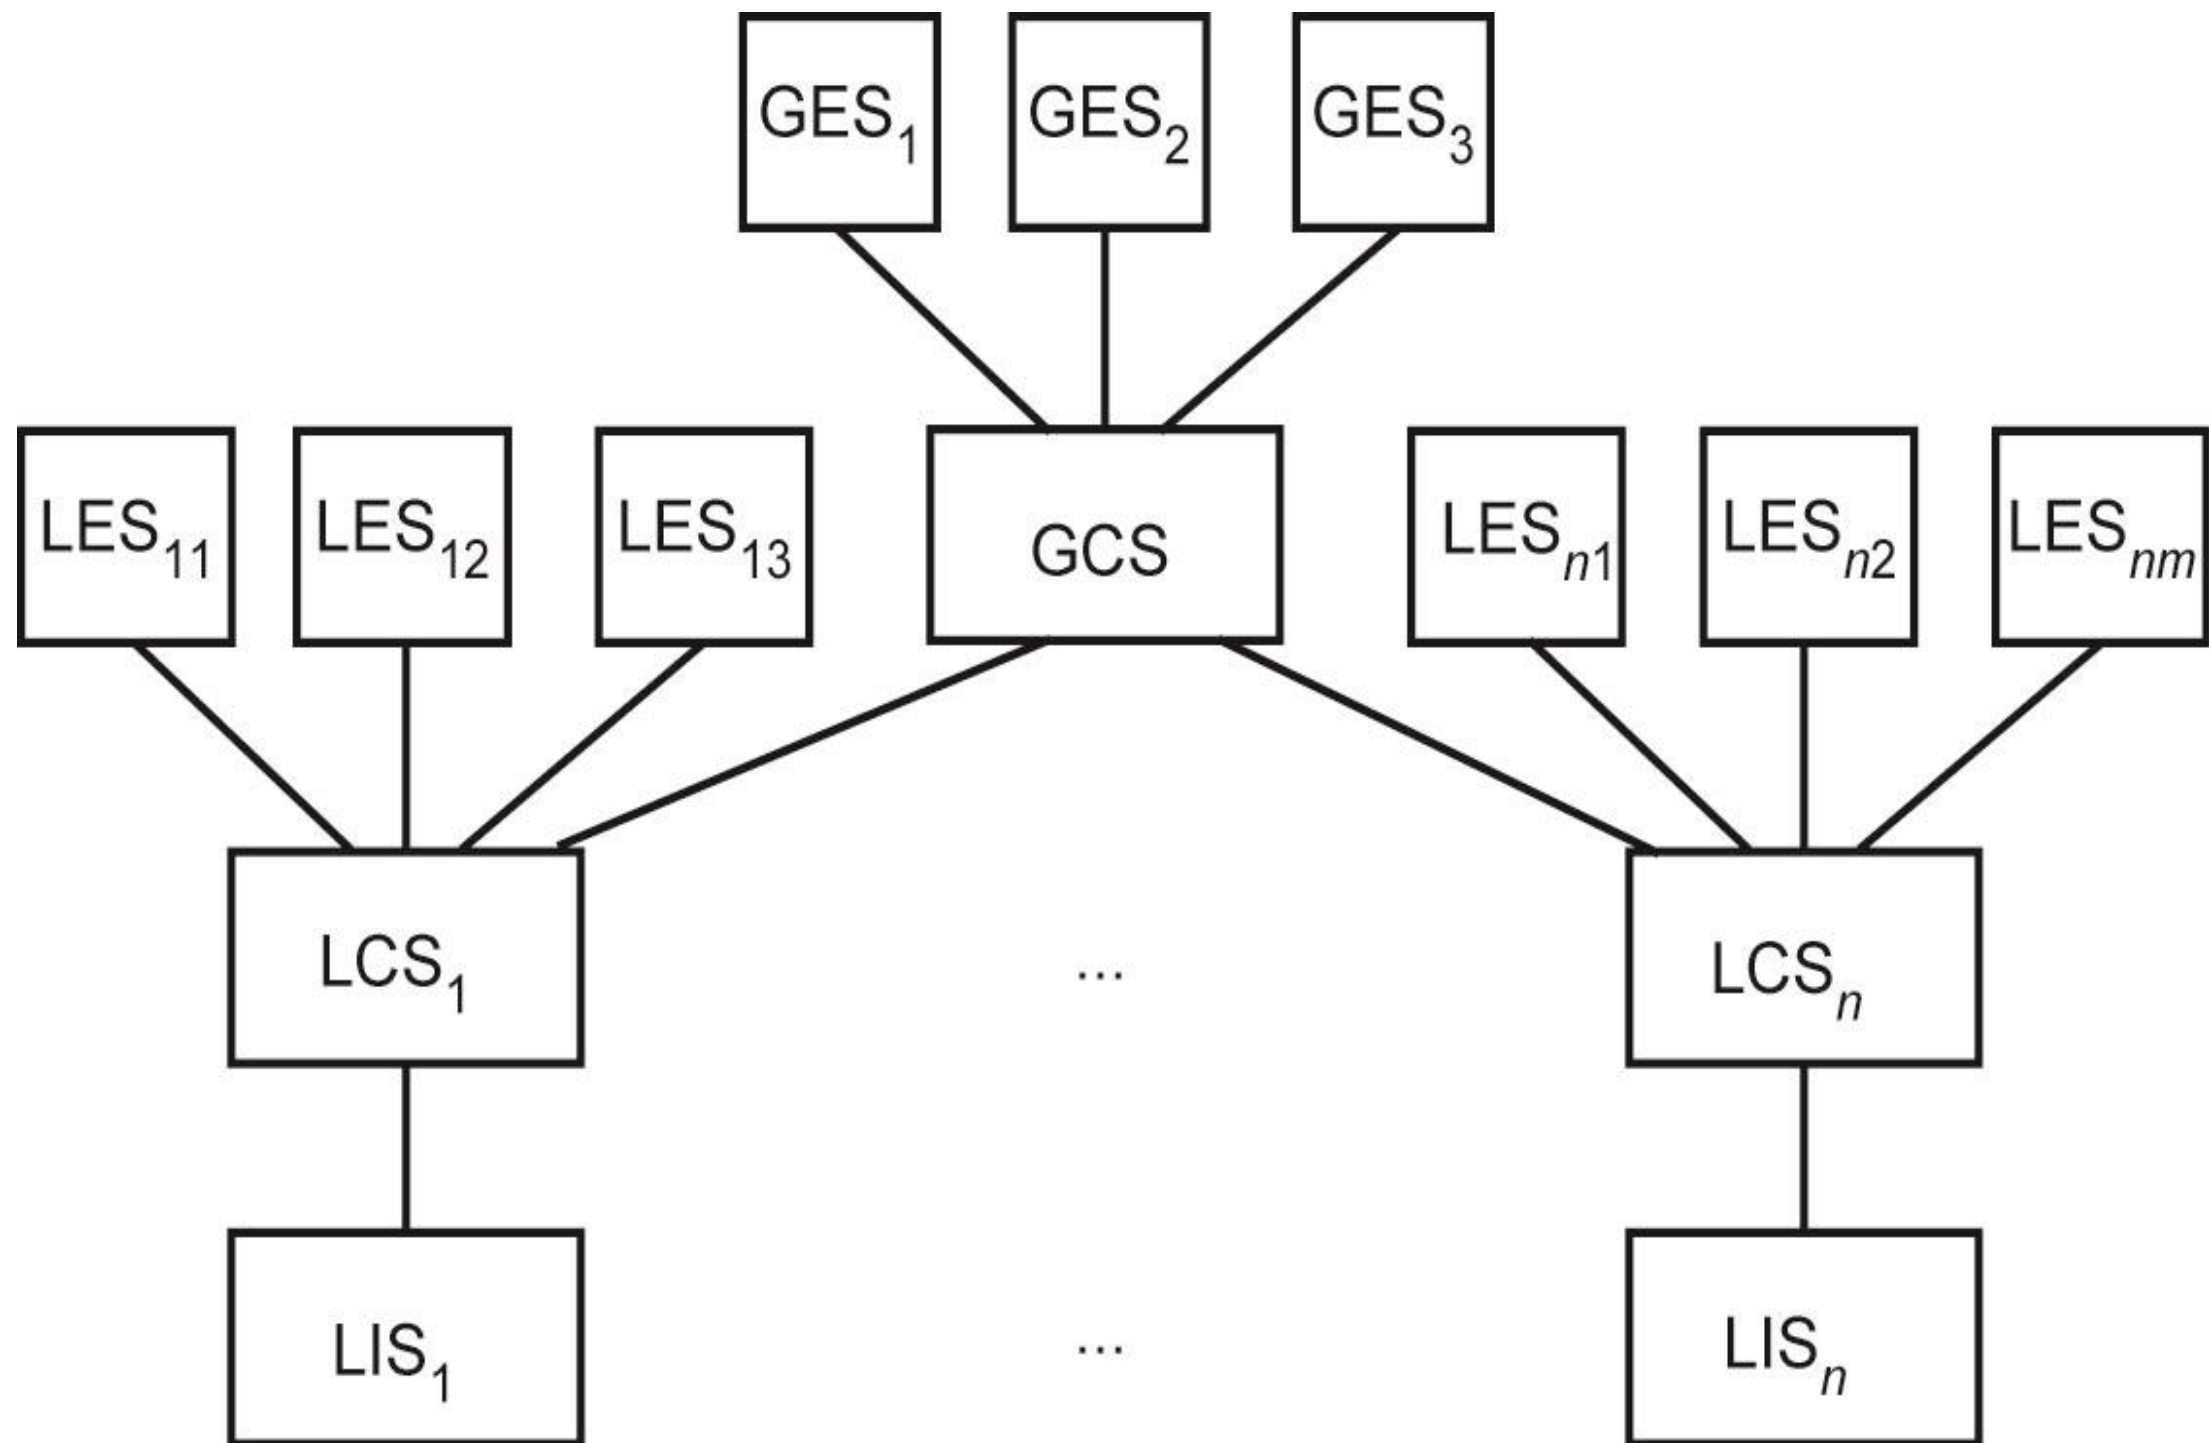 GES1 GES2 GES3
LES11 LES12 LES13 GCS LESn1 LESn2 LESnm
LCS1 ... LCSn
LIS1 ... LISn